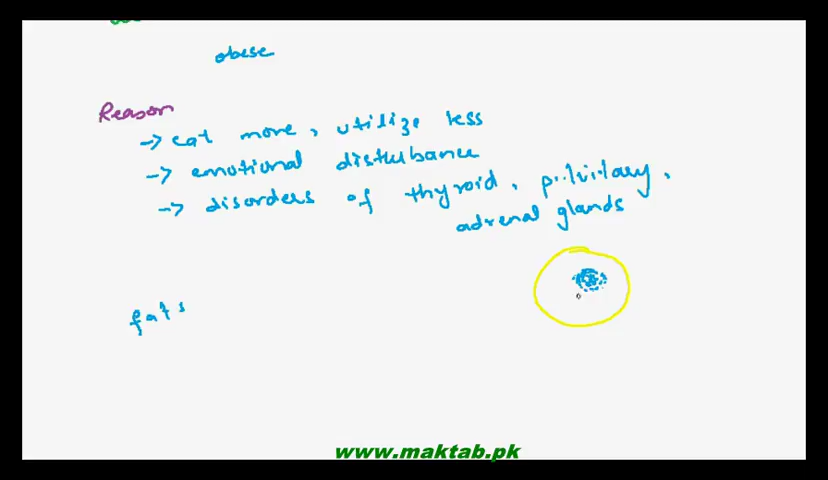 obese
Reason
→ eat more, utilize less
→ emotional disturbance
→ disorders of thyroid, pituitary,
adrenal glands
fats
www.maktab.pk